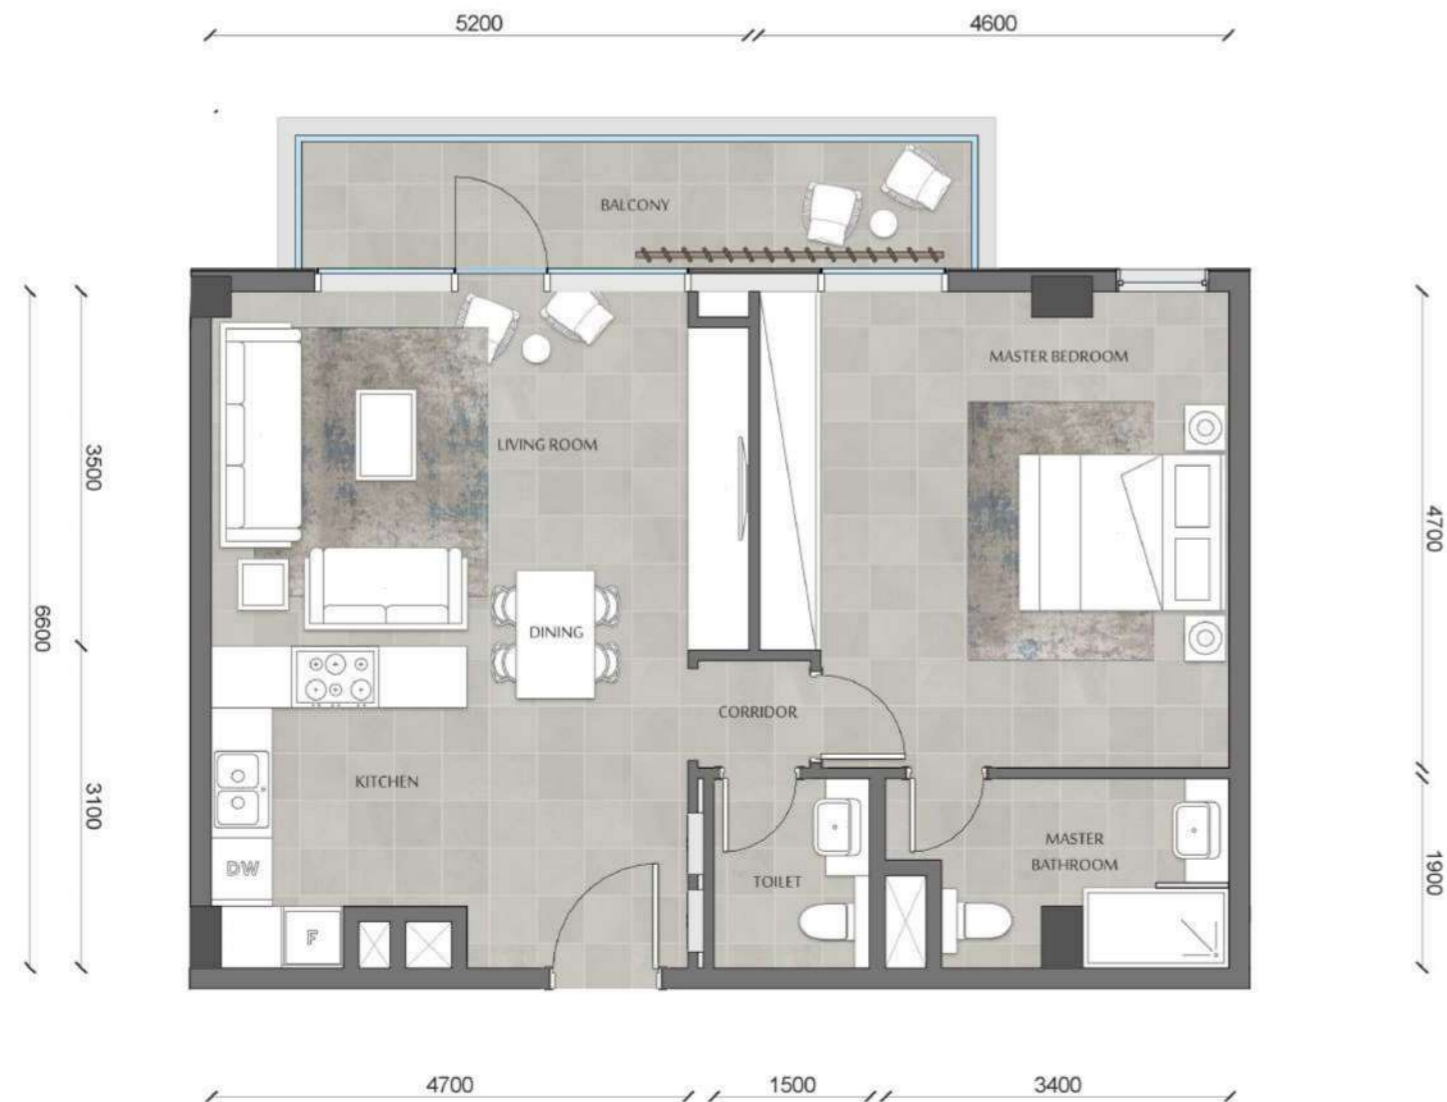 5200
4600
BALCONY
MASTER BEDROOM
LIVING ROOM
3500
4700
6600
DINING
CORRIDOR
KITCHEN
3100
MASTER
BATHROOM
DW
TOILET
1900
F
4700
1500
3400